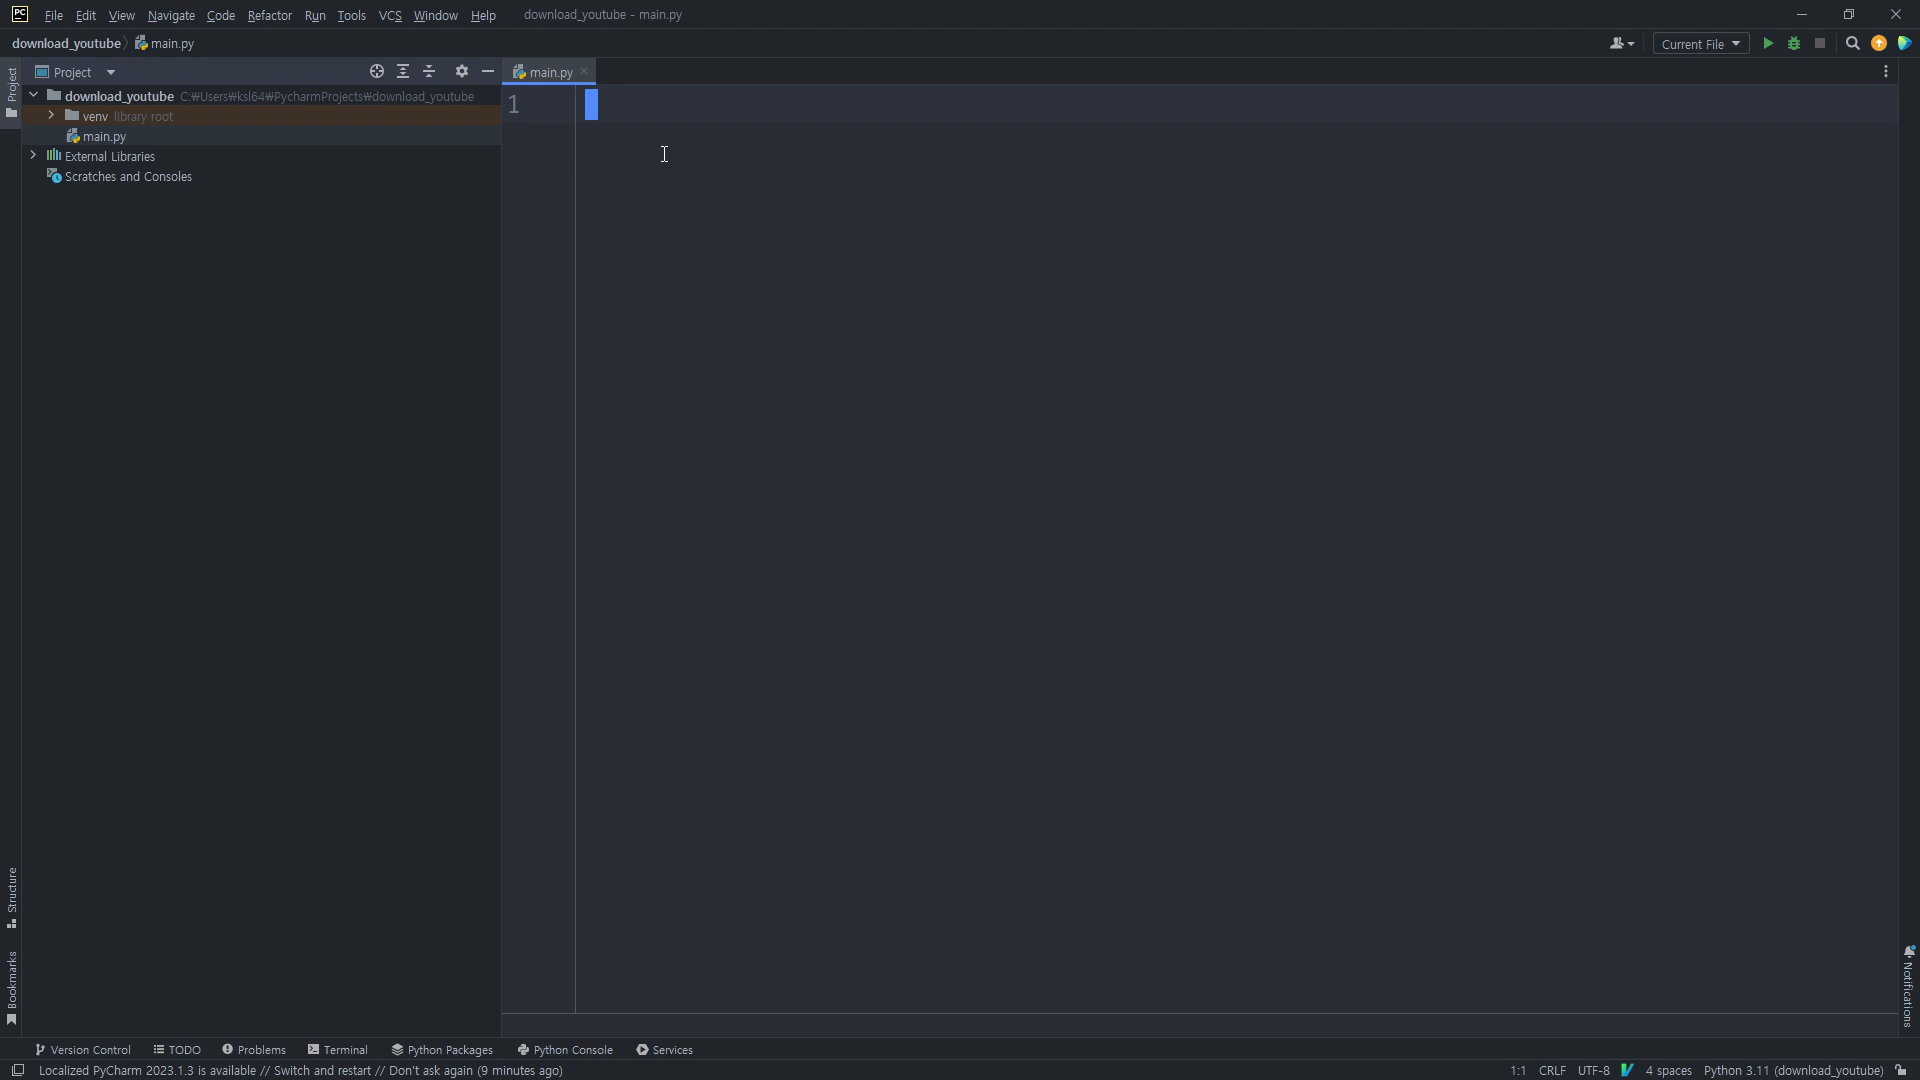 PC File Edit View Navigate Code Refactor Run Tools VCS Window Help download_youtube - main.py
download_youtube main.py Current File
Project Project main.py
download_youtube C:₩Users₩ksl64₩PycharmProjects₩download_youtube
1
venv library root
main.py
External Libraries
Scratches and Consoles
Structure
Bookmarks
Notifications
Version Control TODO Problems Terminal Python Packages Python Console Services
Localized PyCharm 2023.1.3 is available // Switch and restart // Don't ask again (9 minutes ago) 1:1 CRLF UTF-8 4 spaces Python 3.11 (download_youtube)